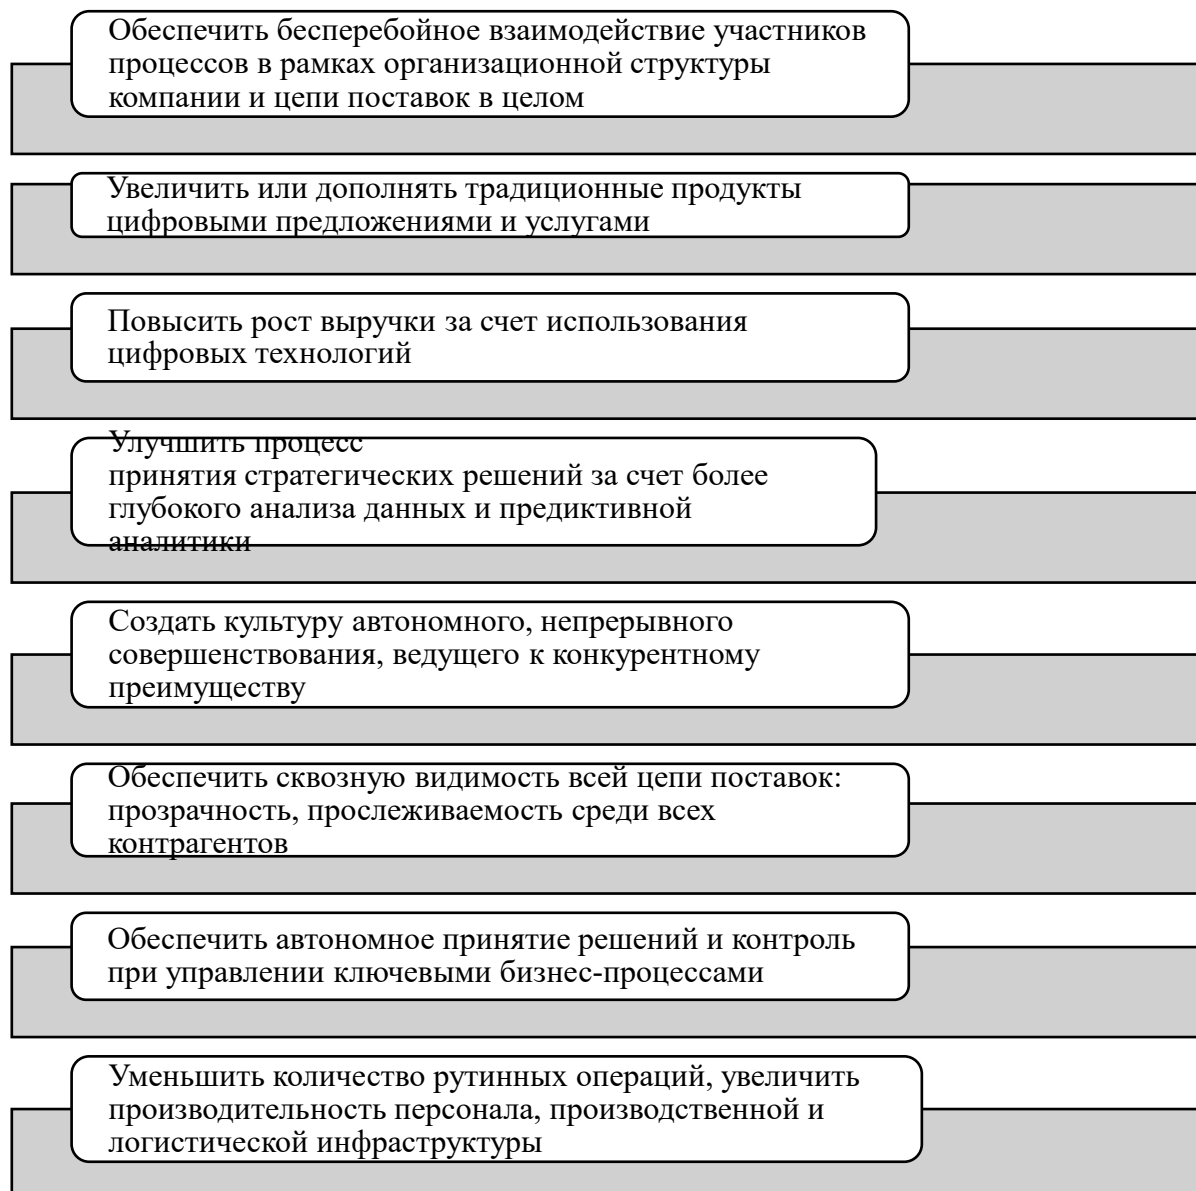 Обеспечить бесперебойное взаимодействие участников
процессов в рамках организационной структуры
компании и цепи поставок в целом
Увеличить или дополнять традиционные продукты
цифровыми предложениями и услугами
Повысить рост выручки за счет использования
цифровых технологий
Улучшить процесс
принятия стратегических решений за счет более
глубокого анализа данных и предиктивной
аналитики
Создать культуру автономного, непрерывного
совершенствования, ведущего к конкурентному
преимуществу
Обеспечить сквозную видимость всей цепи поставок:
прозрачность, прослеживаемость среди всех
контрагентов
Обеспечить автономное принятие решений и контроль
при управлении ключевыми бизнес-процессами
Уменьшить количество рутинных операций, увеличить
производительность персонала, производственной и
логистической инфраструктуры